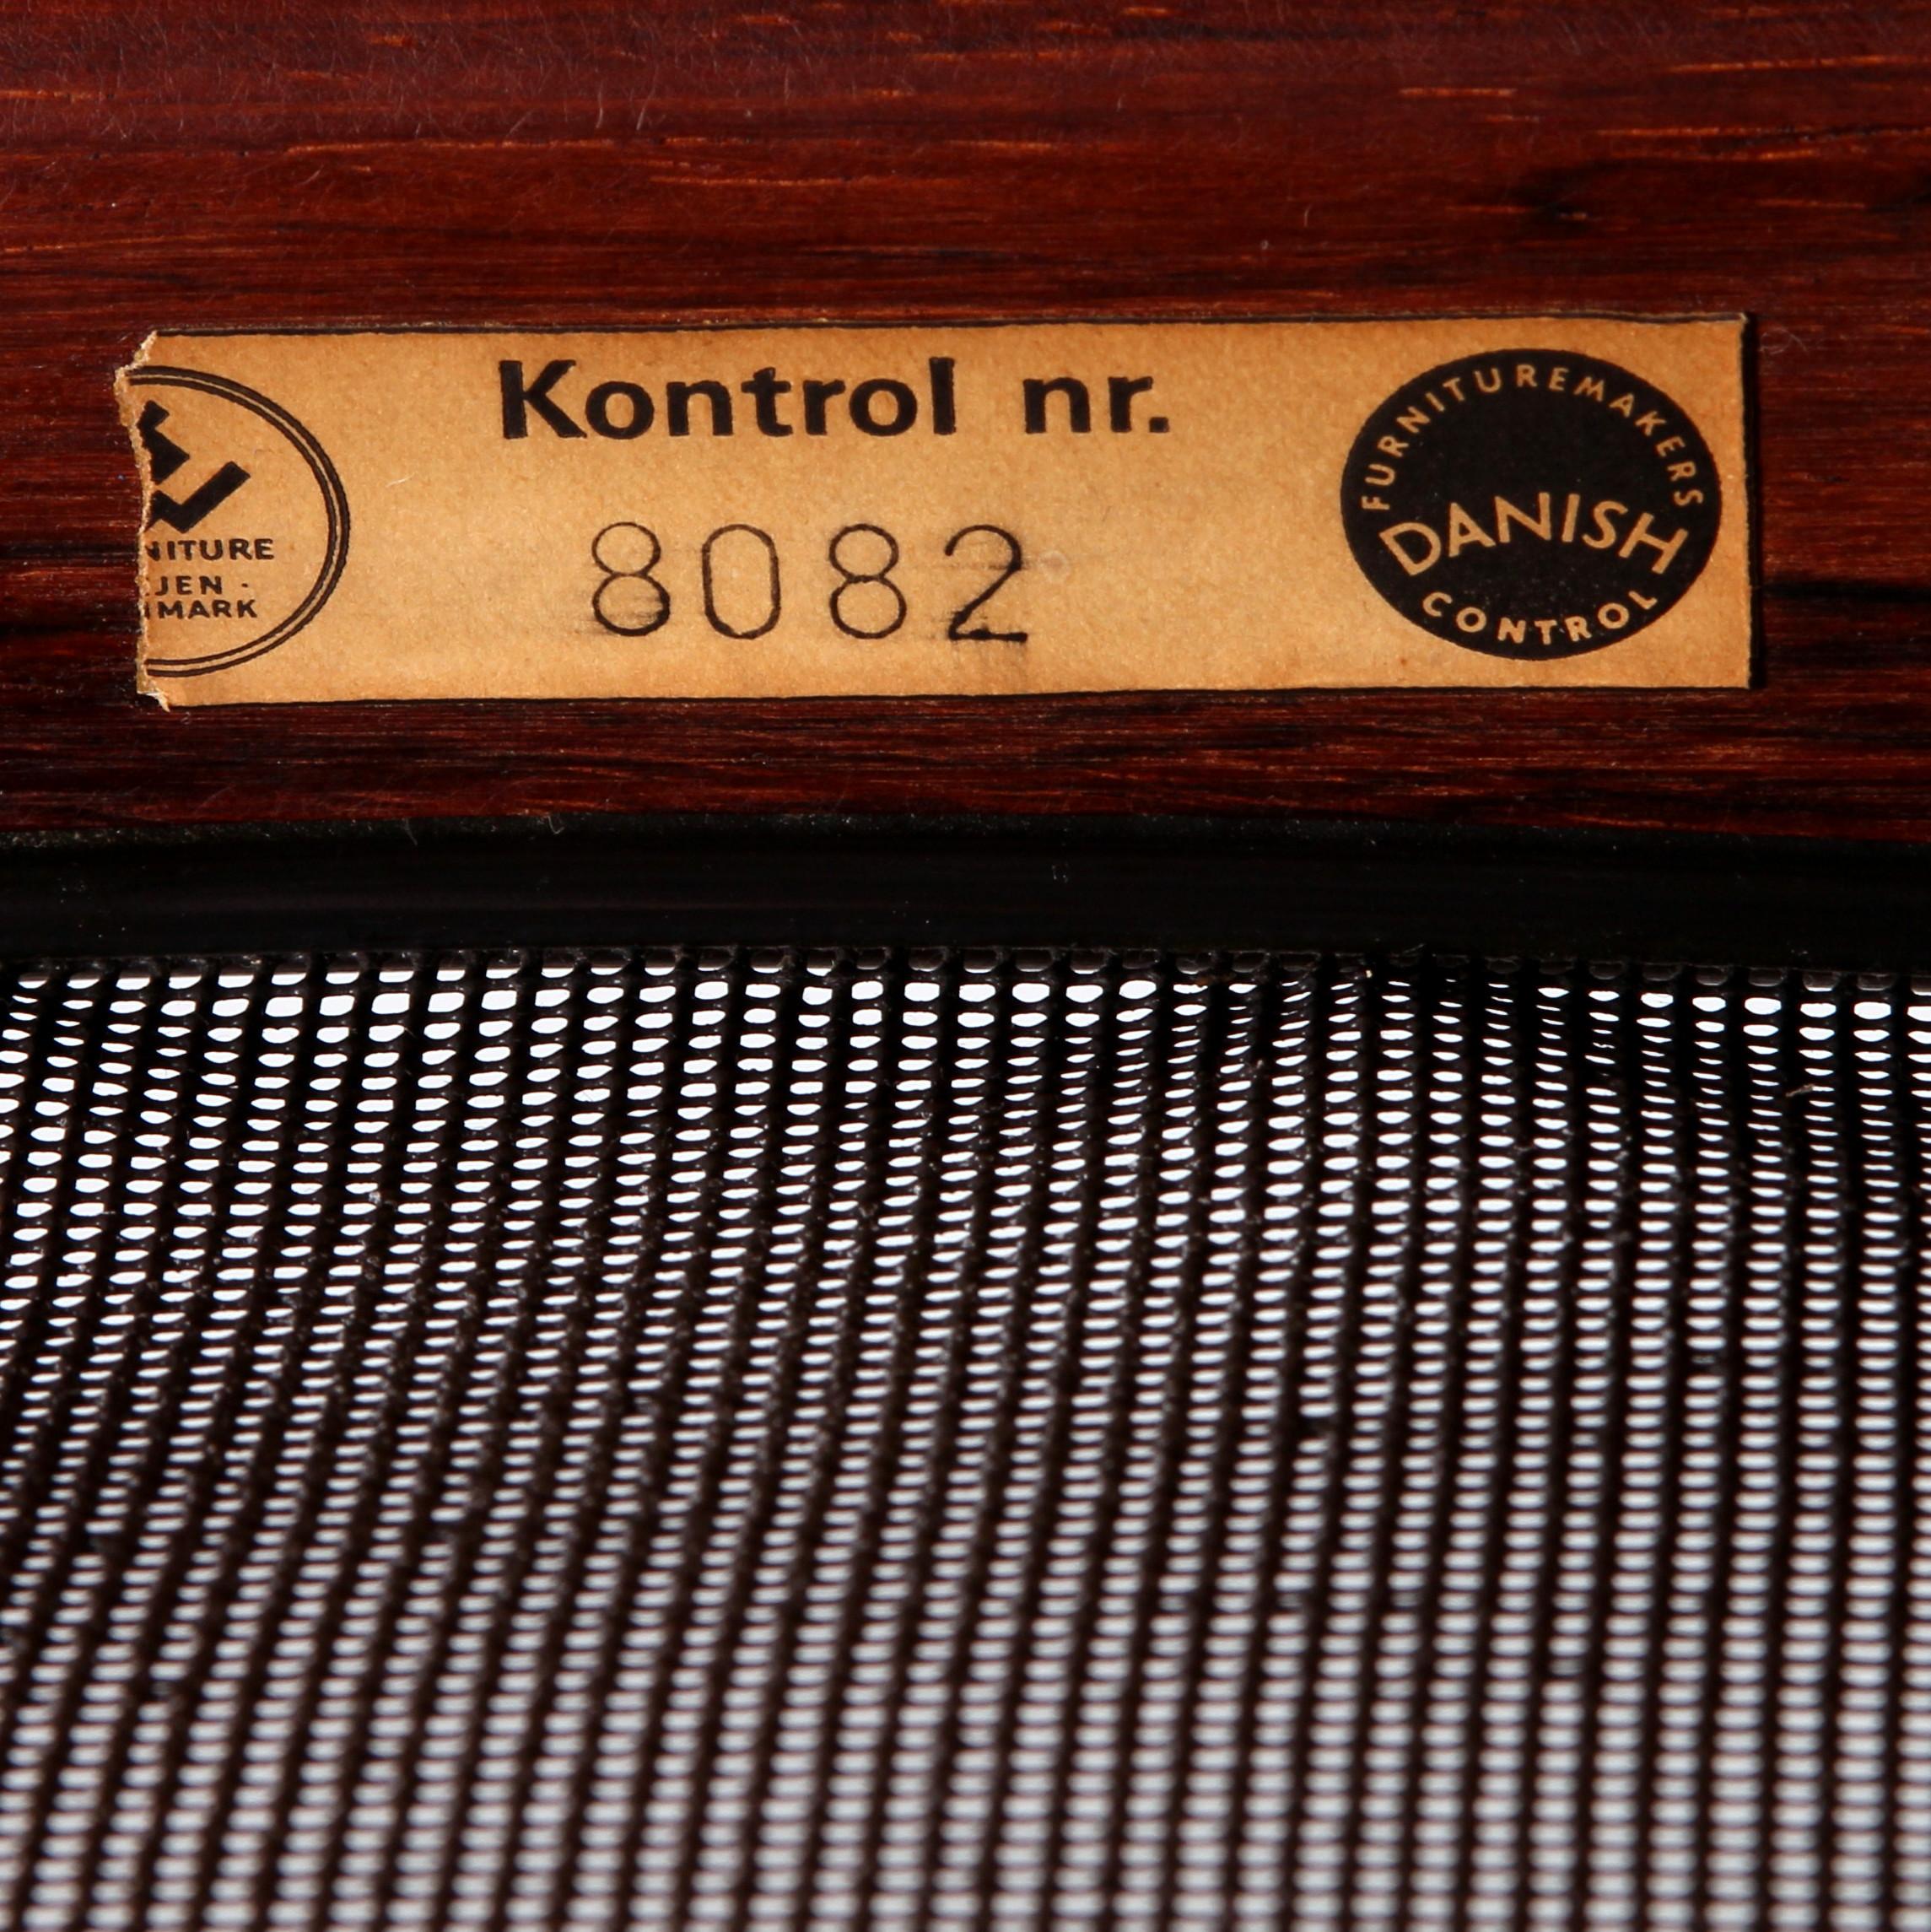 NITURE
JEN ·
MARK
Kontrol nr.
8082
FURNITUREMAKERS
DANISH
CONTROL